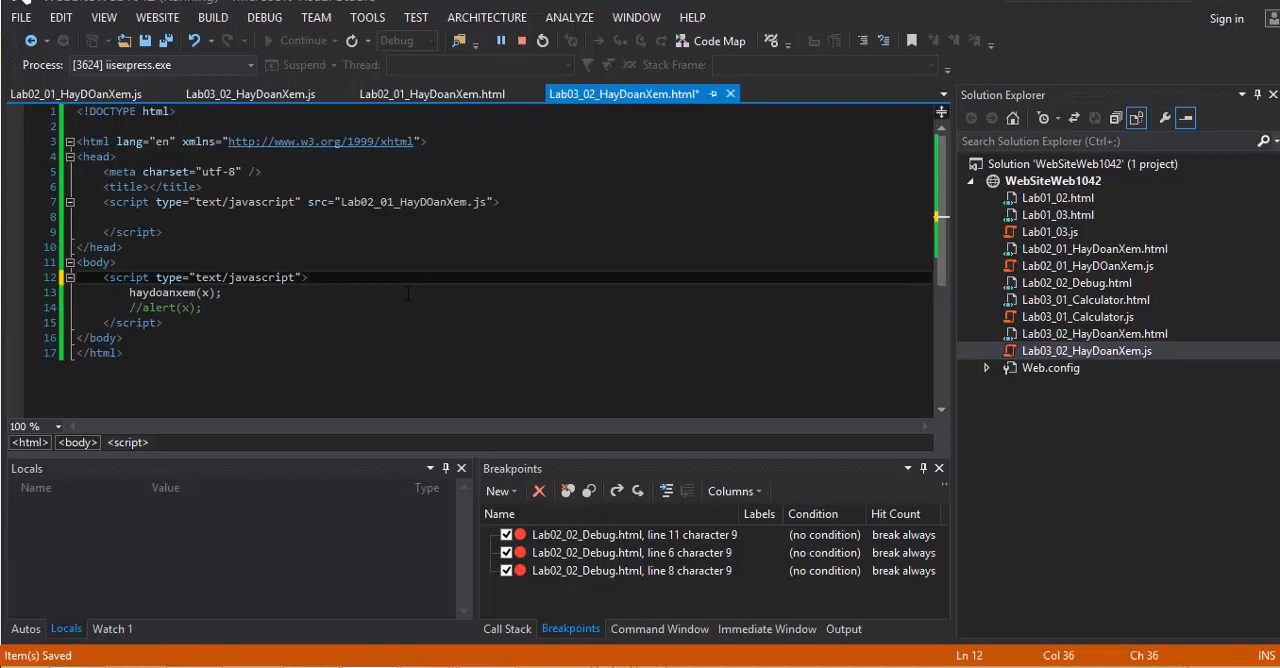 FILE EDIT VIEW WEBSITE BUILD DEBUG TEAM TOOLS TEST ARCHITECTURE ANALYZE WINDOW HELP
Sign in
Continue Debug Code Map
Process: [3624] iisexpress.exe Suspend Thread: Stack Frame:
Lab02_01_HayDOanXem.js Lab03_02_HayDoanXem.js Lab02_01_HayDoanXem.html Lab03_02_HayDoanXem.html*
1 <!DOCTYPE html>
2
3 <html lang="en" xmlns="http://www.w3.org/1999/xhtml">
4 <head>
5 <meta charset="utf-8" />
6 <title></title>
7 <script type="text/javascript" src="Lab02_01_HayDOanXem.js">
8
9 </script>
10 </head>
11 <body>
12 <script type="text/javascript">
13 haydoanxem(x);
14 //alert(x);
15 </script>
16 </body>
17 </html>
100 %
<html> <body> <script>
Solution Explorer
Search Solution Explorer (Ctrl+;)
Solution 'WebSiteWeb1042' (1 project)
WebSiteWeb1042
Lab01_02.html
Lab01_03.html
Lab01_03.js
Lab02_01_HayDoanXem.html
Lab02_01_HayDOanXem.js
Lab02_02_Debug.html
Lab03_01_Calculator.html
Lab03_01_Calculator.js
Lab03_02_HayDoanXem.html
Lab03_02_HayDoanXem.js
Web.config
Locals
Name Value Type
Autos Locals Watch 1
Breakpoints
New Columns
Name Labels Condition Hit Count
Lab02_02_Debug.html, line 11 character 9 (no condition) break always
Lab02_02_Debug.html, line 6 character 9 (no condition) break always
Lab02_02_Debug.html, line 8 character 9 (no condition) break always
Call Stack Breakpoints Command Window Immediate Window Output
Item(s) Saved Ln 12 Col 36 Ch 36 INS